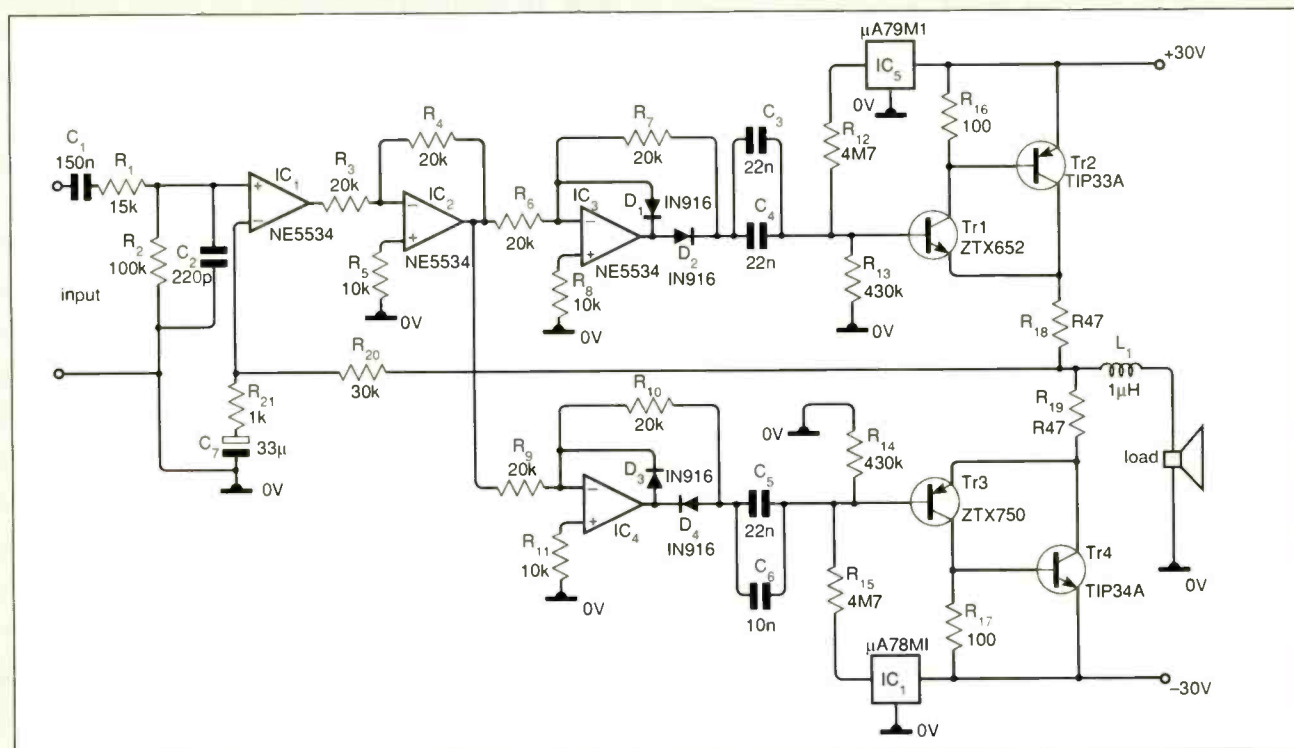 µA79M1
+30V
IC5
0V
R16
100
Tr2
TIP33A
R4
20k
R7
20k
C3
22n
R12
4M7
C1
150n
R1
15k
IC1
R3
20k
NE5534
IC2
NE5534
R6
20k
IC3
NE5534
D1
IN916
D2
IN916
C4
22n
Tr1
ZTX652
R2
100k
C2
220p
R5
10k
0V
R8
10k
0V
R13
430k
0V
input
R18
R47
R20
30k
L1
1µH
R21
1k
C7
33µ
0V
R10
20k
0V
R14
430k
R19
R47
load
R9
20k
D3
IN916
IC4
D4
IN916
C5
22n
Tr3
ZTX750
R11
10k
0V
C6
10n
R15
4M7
R17
100
Tr4
TIP34A
0V
µA78MI
IC1
0V
–30V